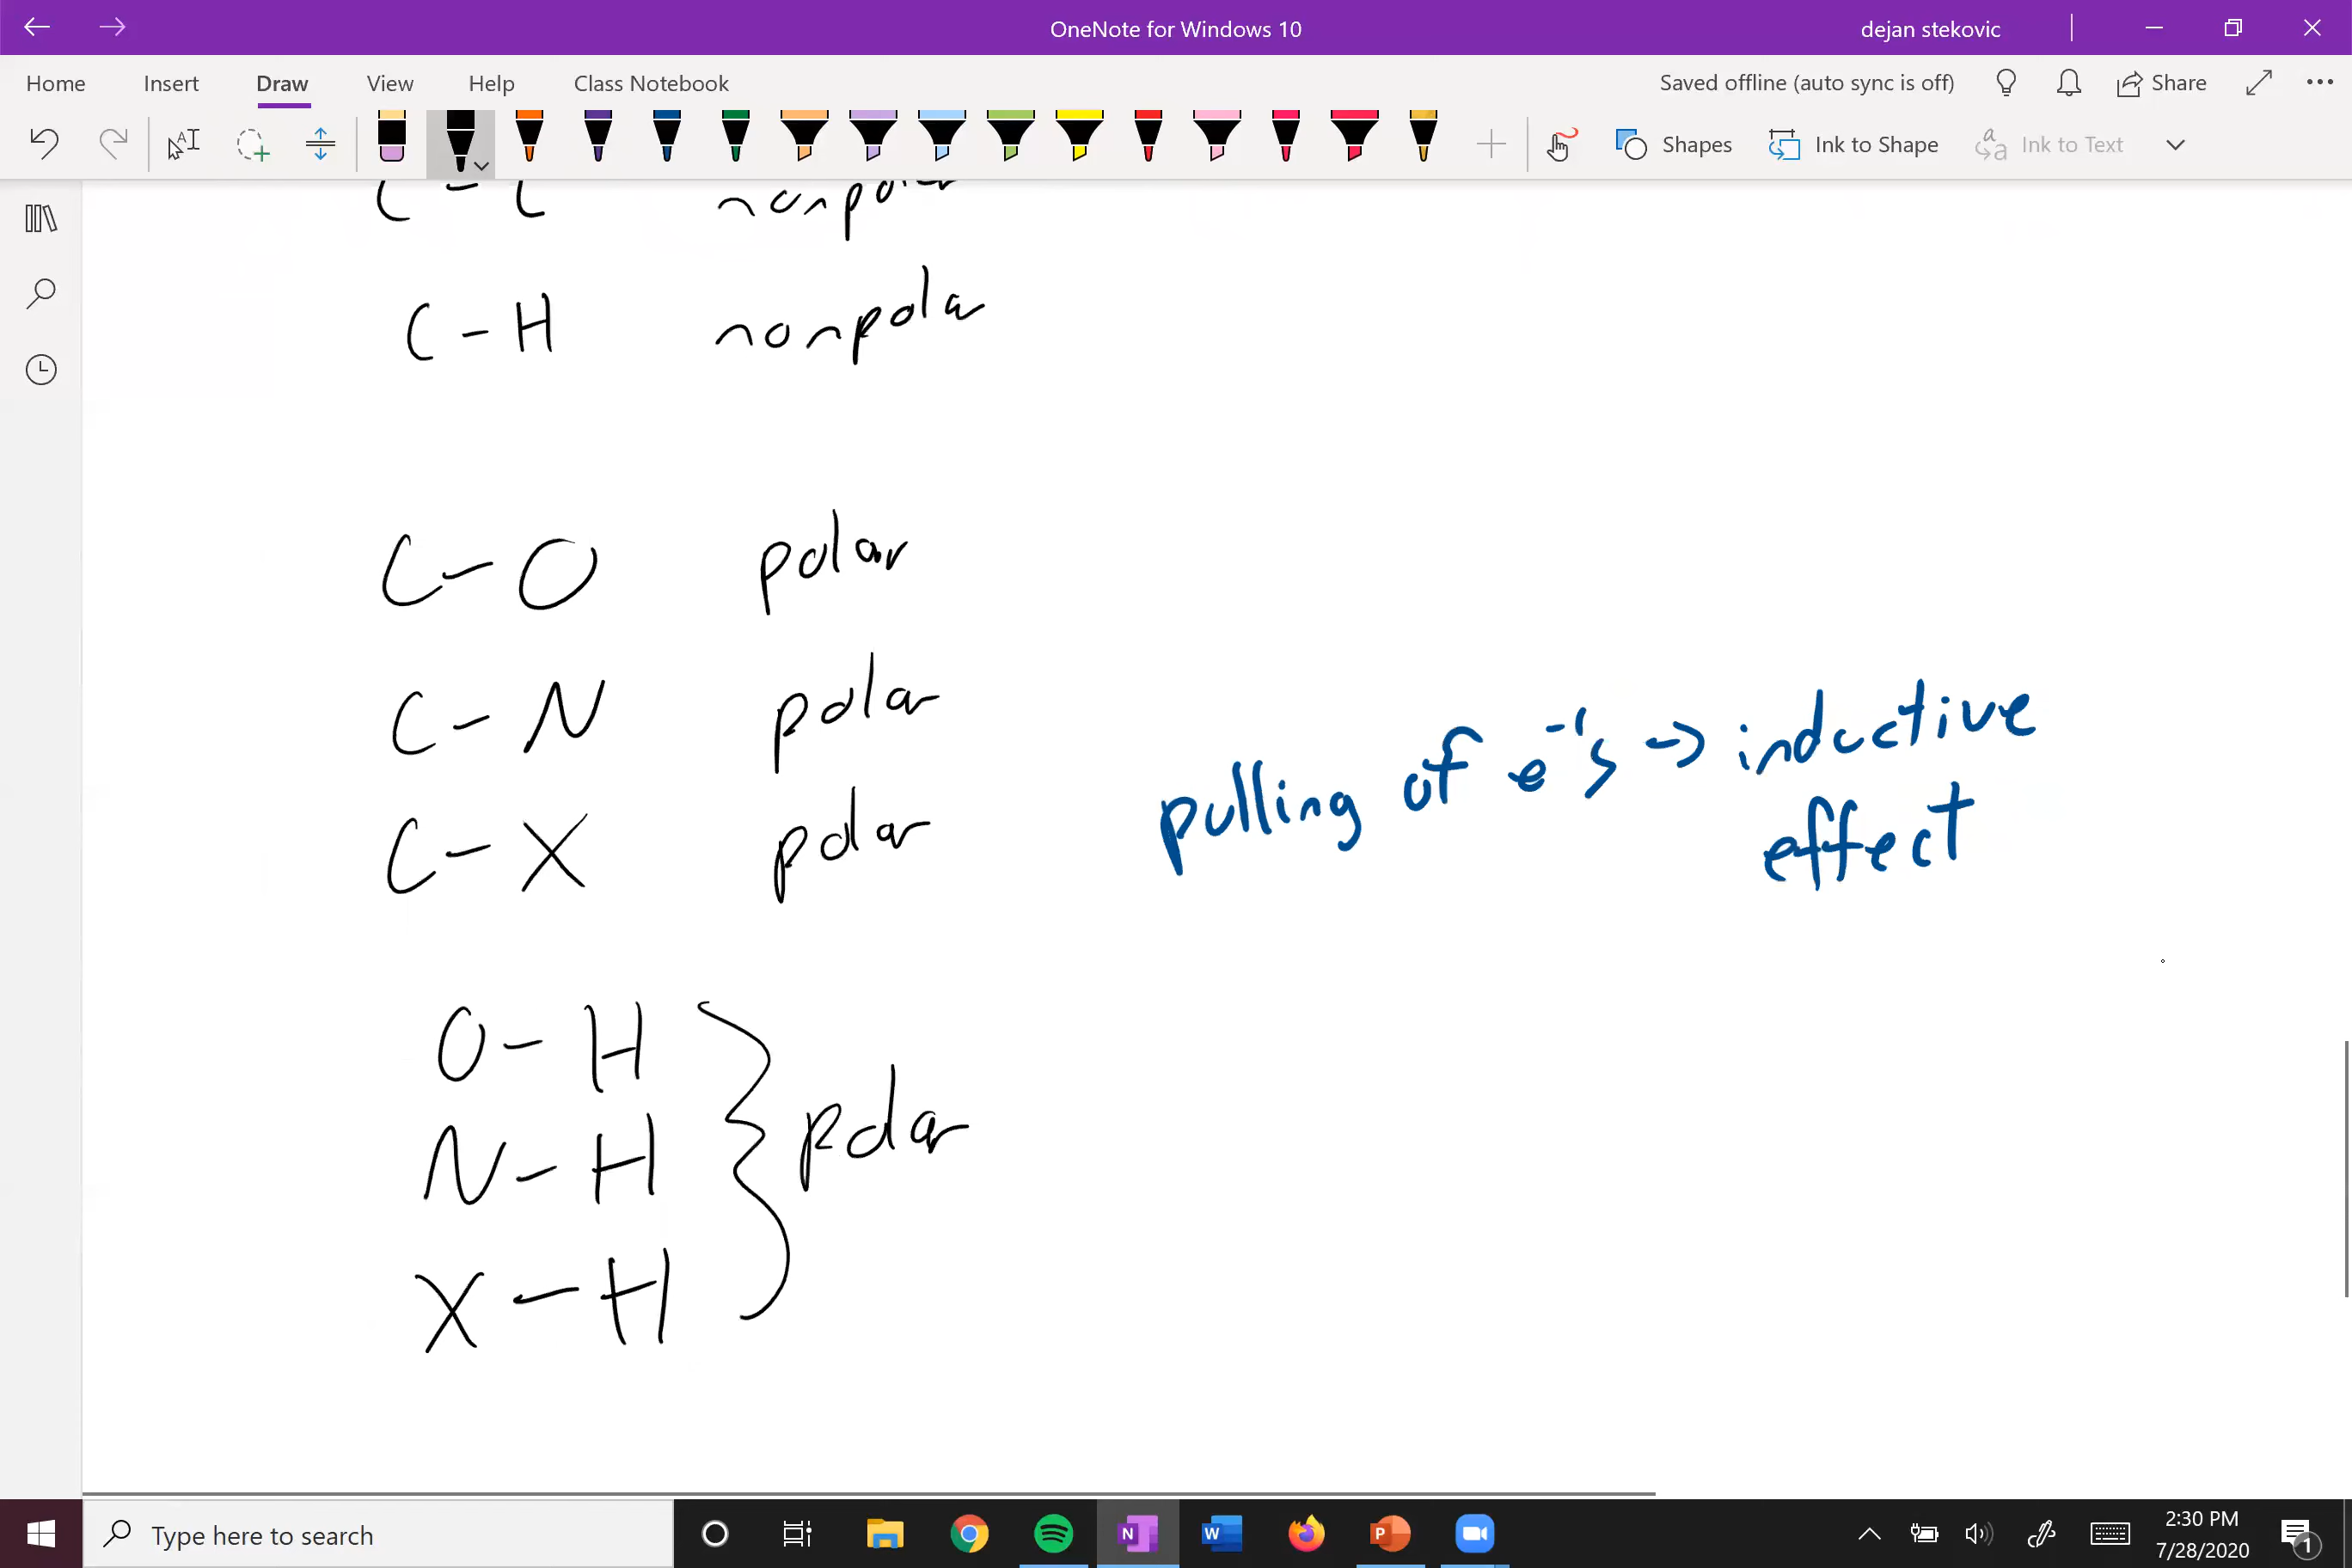 OneNote for Windows 10
dejan stekovic
Home Insert Draw View Help Class Notebook
Saved offline (auto sync is off) Share
Shapes Ink to Shape Ink to Text
C - C nonpolar
C - H nonpolar
C - O polar
C - N polar
C - X polar
pulling of e⁻'s → inductive
effect
O - H
N - H
X - H
polar
Type here to search
2:30 PM
7/28/2020
1